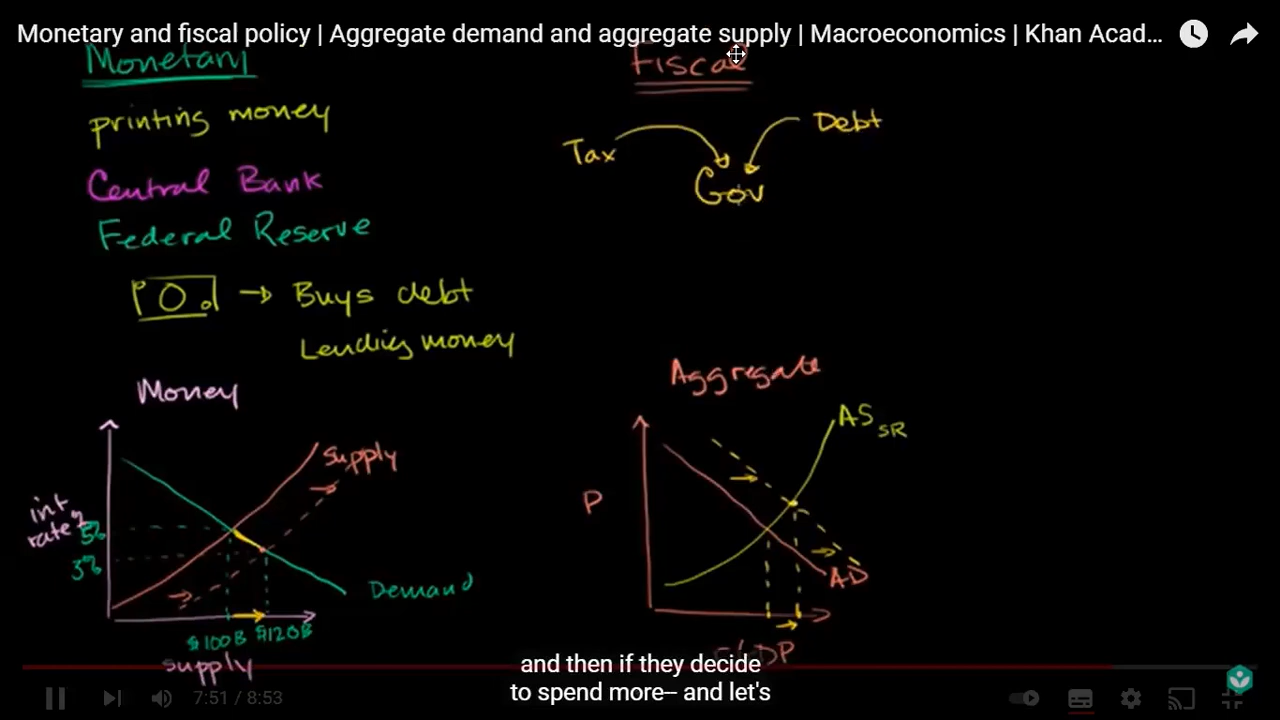 Monetary and fiscal policy | Aggregate demand and aggregate supply | Macroeconomics | Khan Acad...
Monetary
printing money
Central Bank
Federal Reserve
Buys debt
Lending money
Fiscal
Tax
Debt
Gov
Money
int rate
5%
3%
supply
Demand
$100B
$120B
supply
Aggregate
P
AS SR
AD
and then if they decide
to spend more-- and let's
7:51 / 8:53